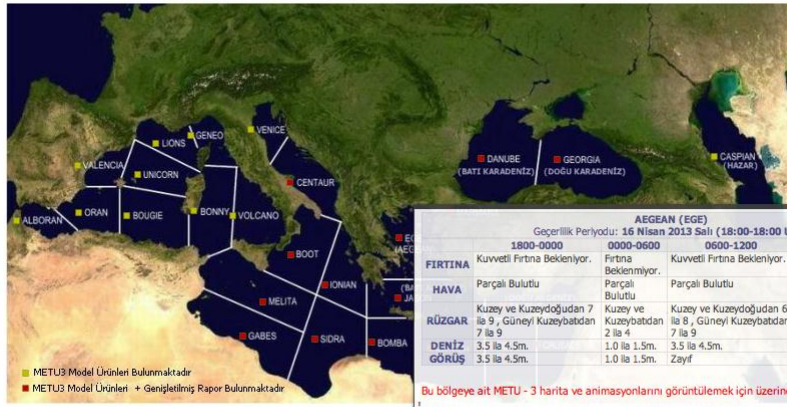 VENICE
GENEO
LIONS
VALENCIA
UNICORN
CENTAUR
DANUBE
(BATI KARADENİZ)
GEORGIA
(DOĞU KARADENİZ)
CASPIAN
(HAZAR)
ALBORAN
ORAN
BOUGIE
BONNY
VOLCANO
BOOT
IONIAN
MELITA
GABES
SIDRA
BOMBA
METU3 Model Ürünleri Bulunmaktadır
METU3 Model Ürünleri + Genişletilmiş Rapor Bulunmaktadır
AEGEAN (EGE)
Geçerlilik Periyodu: 16 Nisan 2013 Salı (18:00-18:00 U
1800-0000 0000-0600 0600-1200
FIRTINA Kuvvetli Fırtına Bekleniyor. Fırtına Beklenmiyor. Kuvvetli Fırtına Bekleniyor.
HAVA Parçalı Bulutlu Parçalı Bulutlu Parçalı Bulutlu
RÜZGAR Kuzey ve Kuzeydoğudan 7 ila 9 , Güneyi Kuzeybatıdan 7 ila 9 Kuzey ve Kuzeybatıdan 2 ila 4 Kuzey ve Kuzeydoğudan 6 ila 8 , Güneyi Kuzeybatıdan 7 ila 9
DENİZ 3.5 ila 4.5m. 1.0 ila 1.5m. 3.5 ila 4.5m.
GÖRÜŞ 3.5 ila 4.5m. 1.0 ila 1.5m. Zayıf
Bu bölgeye ait METU - 3 harita ve animasyonlarını görüntülemek için üzerin